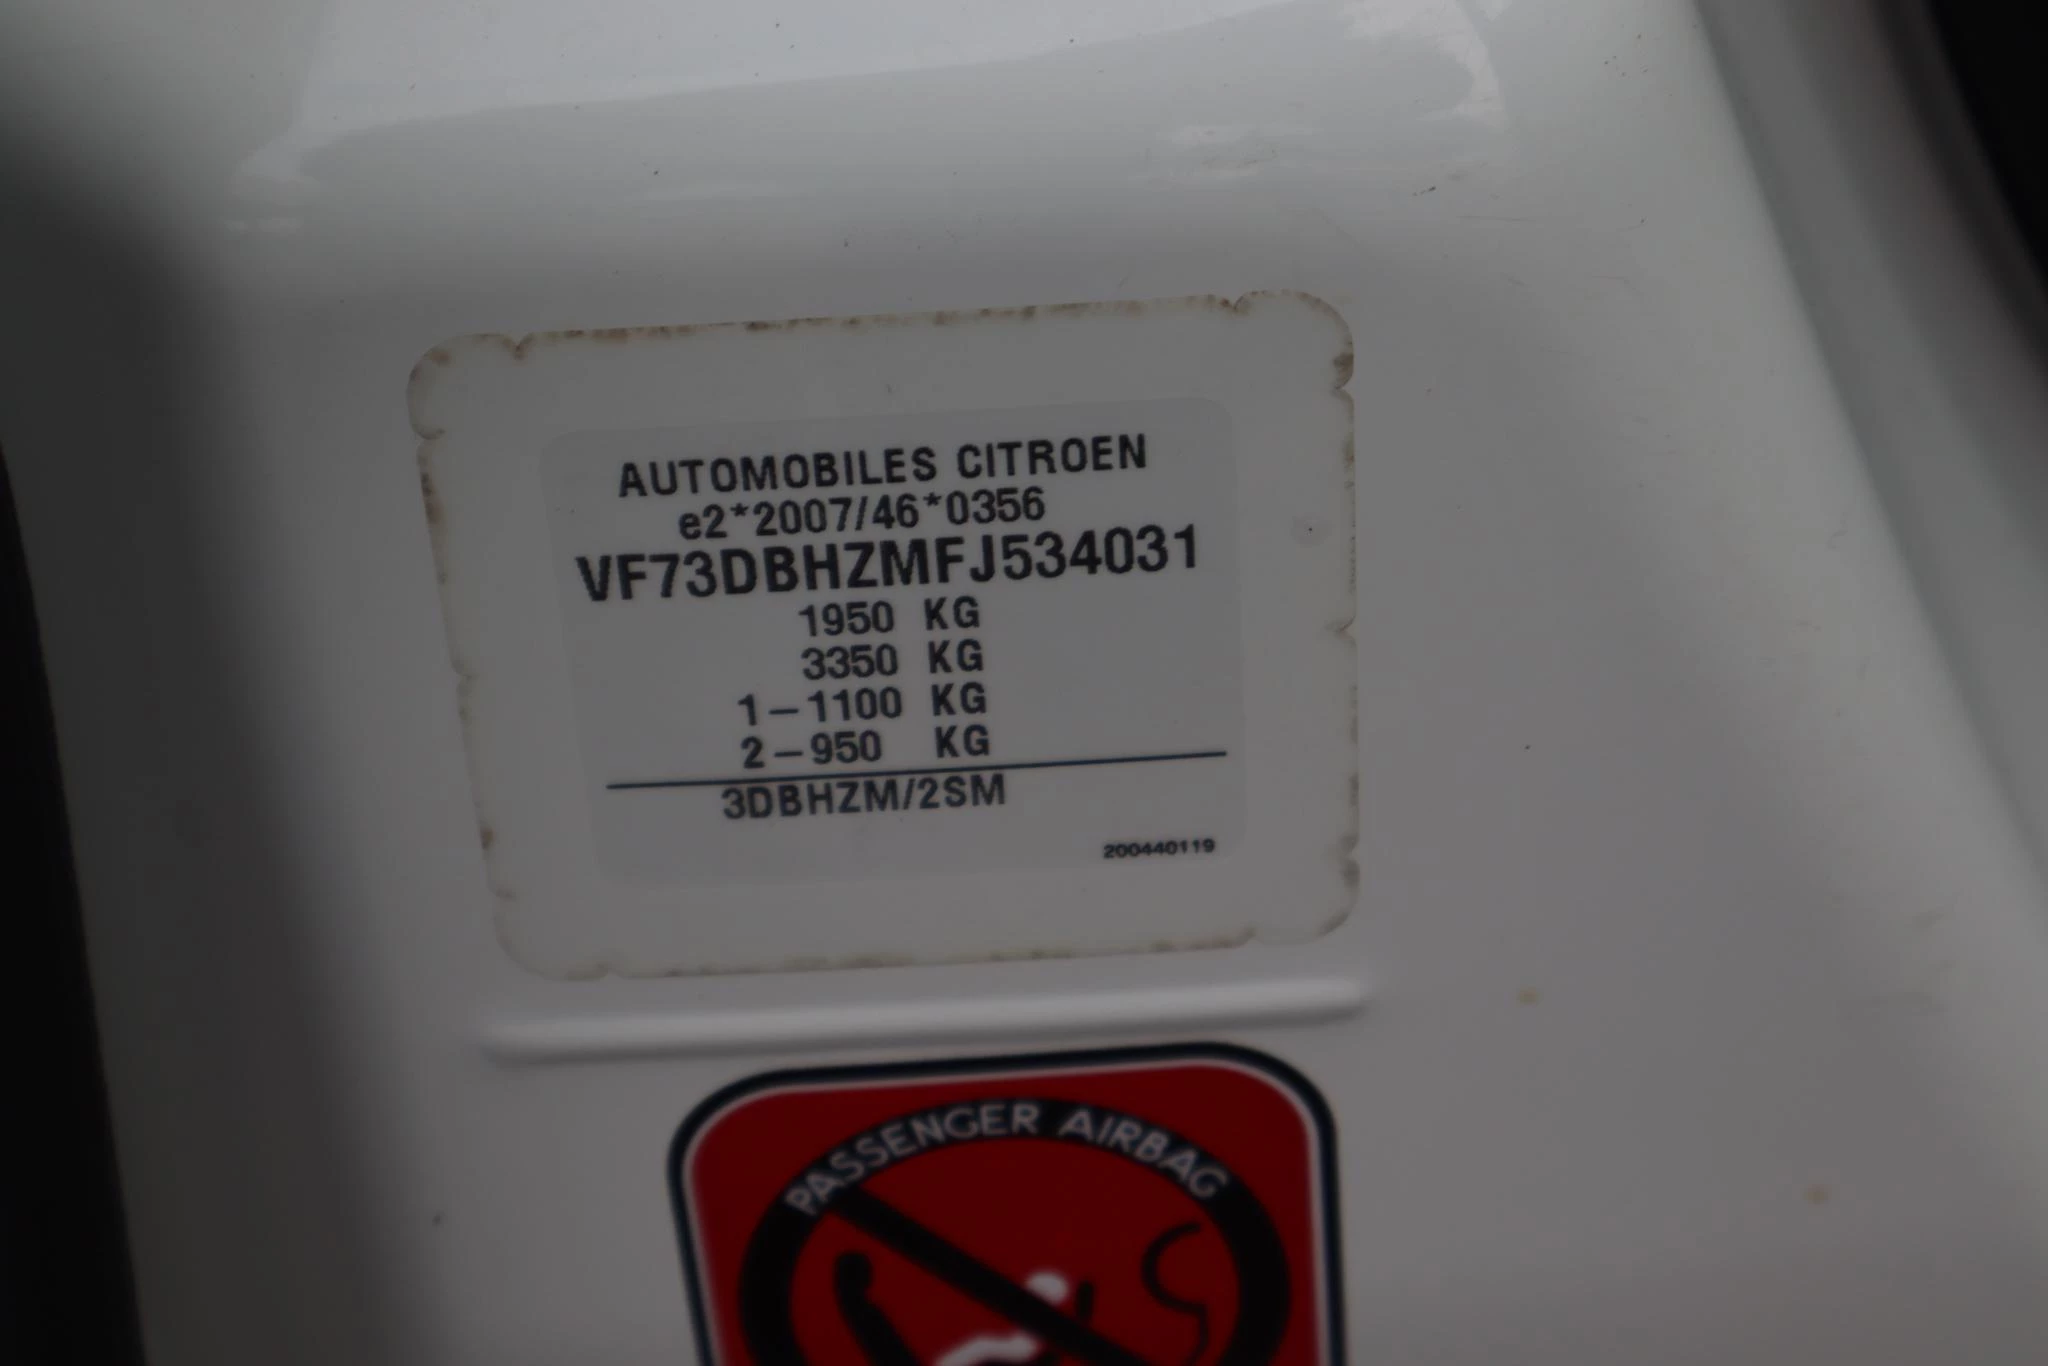 AUTOMOBILES CITROEN
e2*2007/46*0356
VF73DBHZMFJ534031
1950 KG
3350 KG
1-1100 KG
2-950 KG
3DBHZM/2SM
200440119
PASSENGER AIRBAG